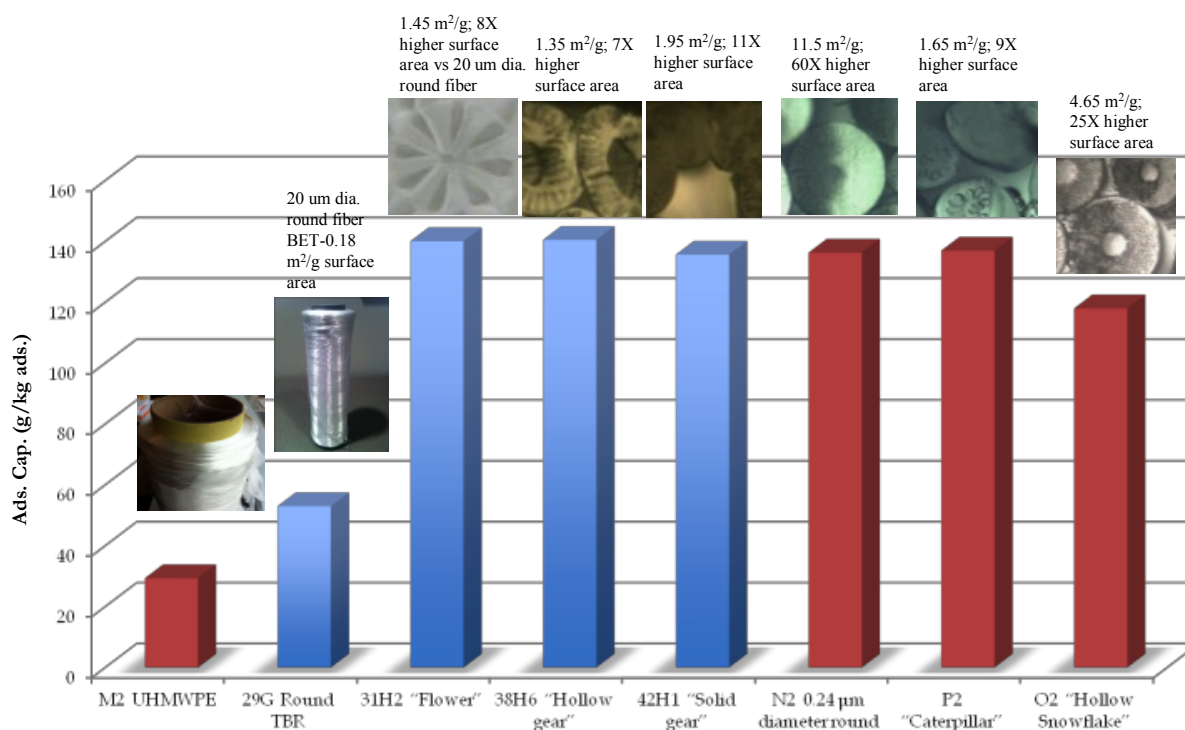 1.45 m²/g; 8X
higher surface
area vs 20 um dia.
round fiber
1.35 m²/g; 7X
higher
surface area
1.95 m²/g; 11X
higher surface
area
11.5 m²/g;
60X higher
surface area
1.65 m²/g; 9X
higher surface
area
4.65 m²/g;
25X higher
surface area
20 um dia.
round fiber
BET-0.18
m²/g surface
area
Ads. Cap. (g/kg ads.)
160
140
120
100
80
60
40
20
0
M2 UHMWPE
29G Round
TBR
31H2 “Flower”
38H6 “Hollow
gear”
42H1 “Solid
gear”
N2 0.24 µm
diameter round
P2
“Caterpillar”
O2 “Hollow
Snowflake”